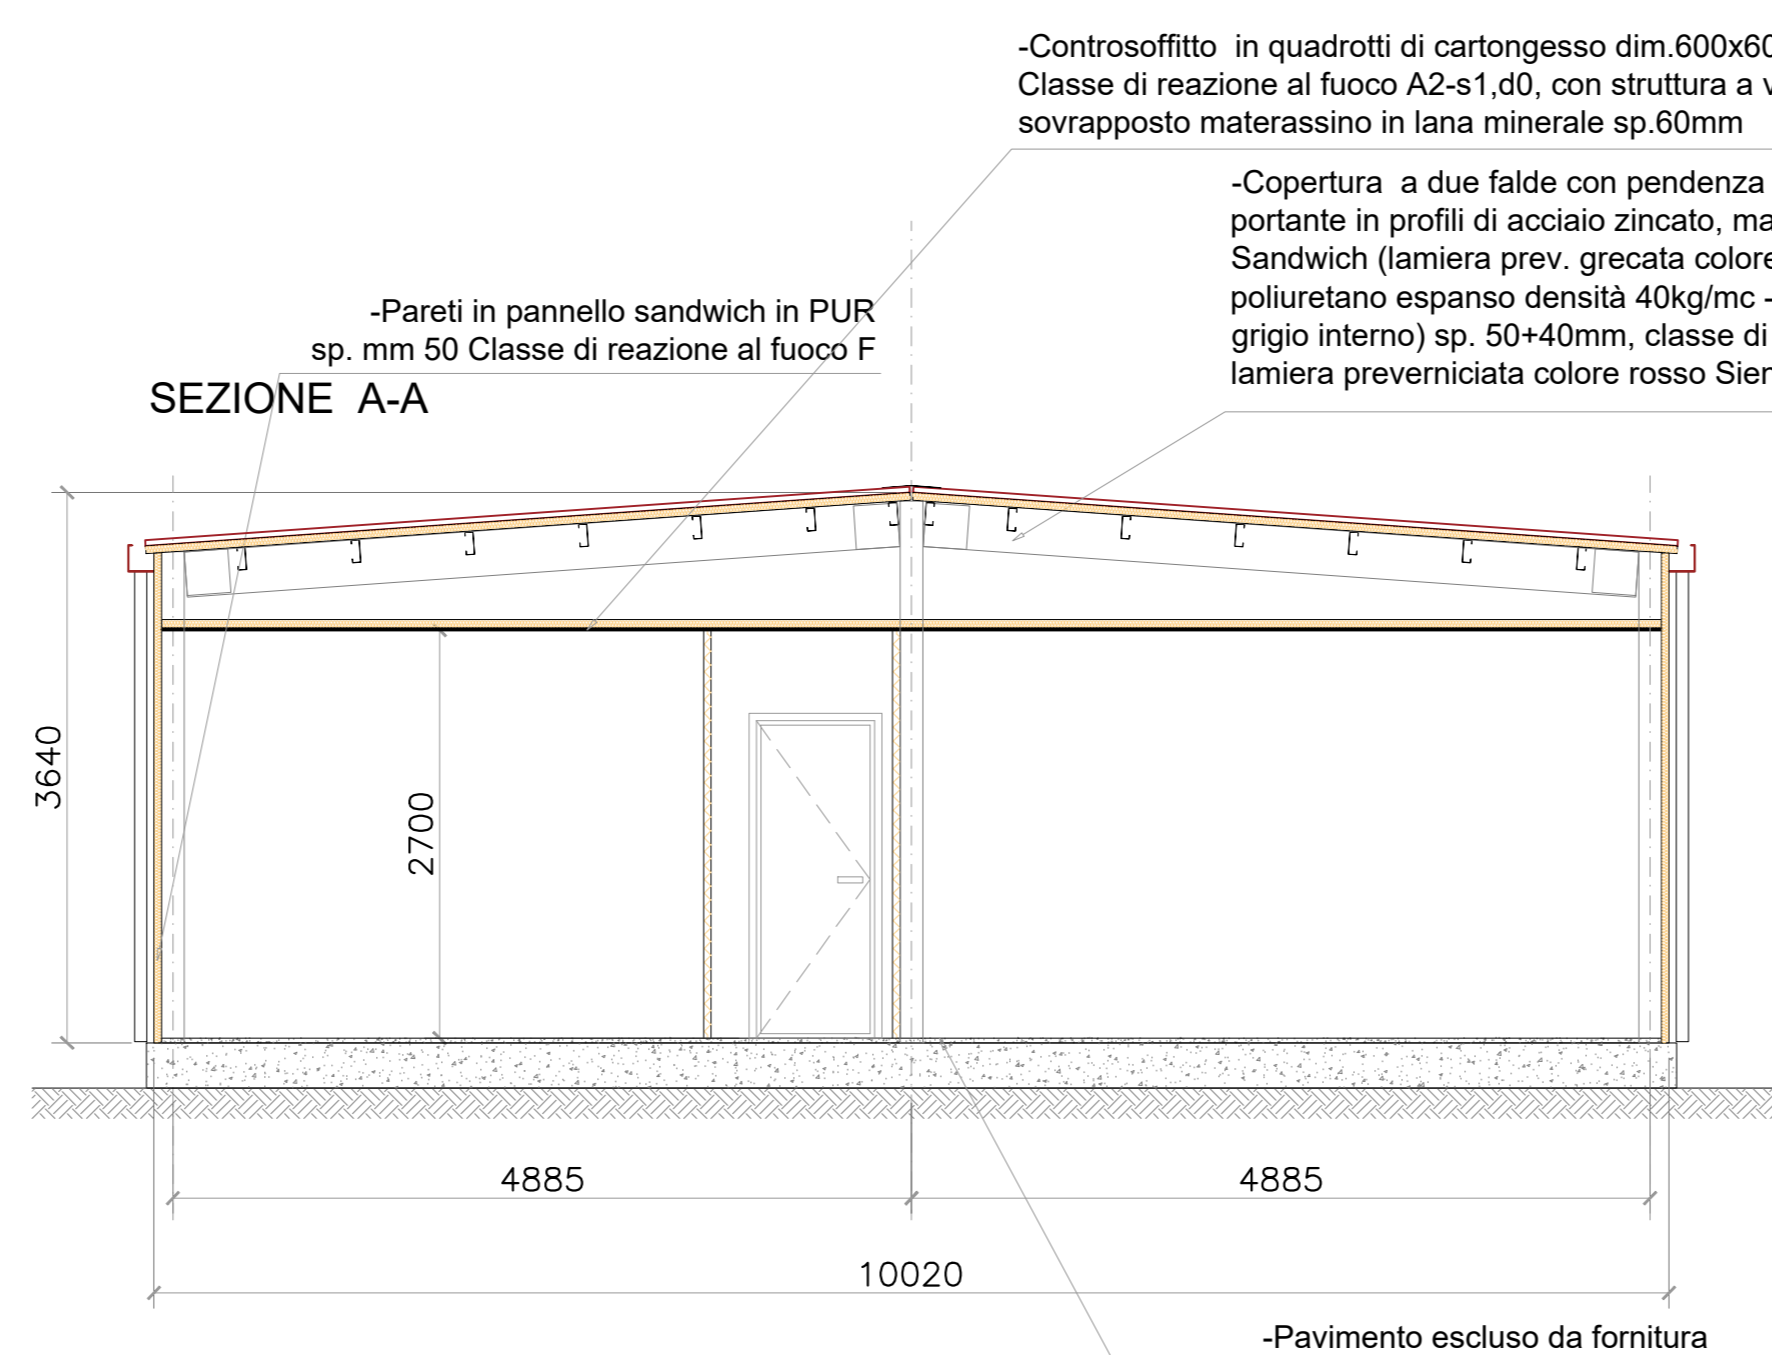 -Controsoffitto in quadrotti di cartongesso dim.600x60
Classe di reazione al fuoco A2-s1,d0, con struttura a v
sovrapposto materassino in lana minerale sp.60mm
-Copertura a due falde con pendenza
portante in profili di acciaio zincato, ma
Sandwich (lamiera prev. grecata colore
poliuretano espanso densità 40kg/mc -
grigio interno) sp. 50+40mm, classe di
lamiera preverniciata colore rosso Sien
-Pareti in pannello sandwich in PUR
sp. mm 50 Classe di reazione al fuoco F
SEZIONE A-A
3640
2700
4885
4885
10020
-Pavimento escluso da fornitura